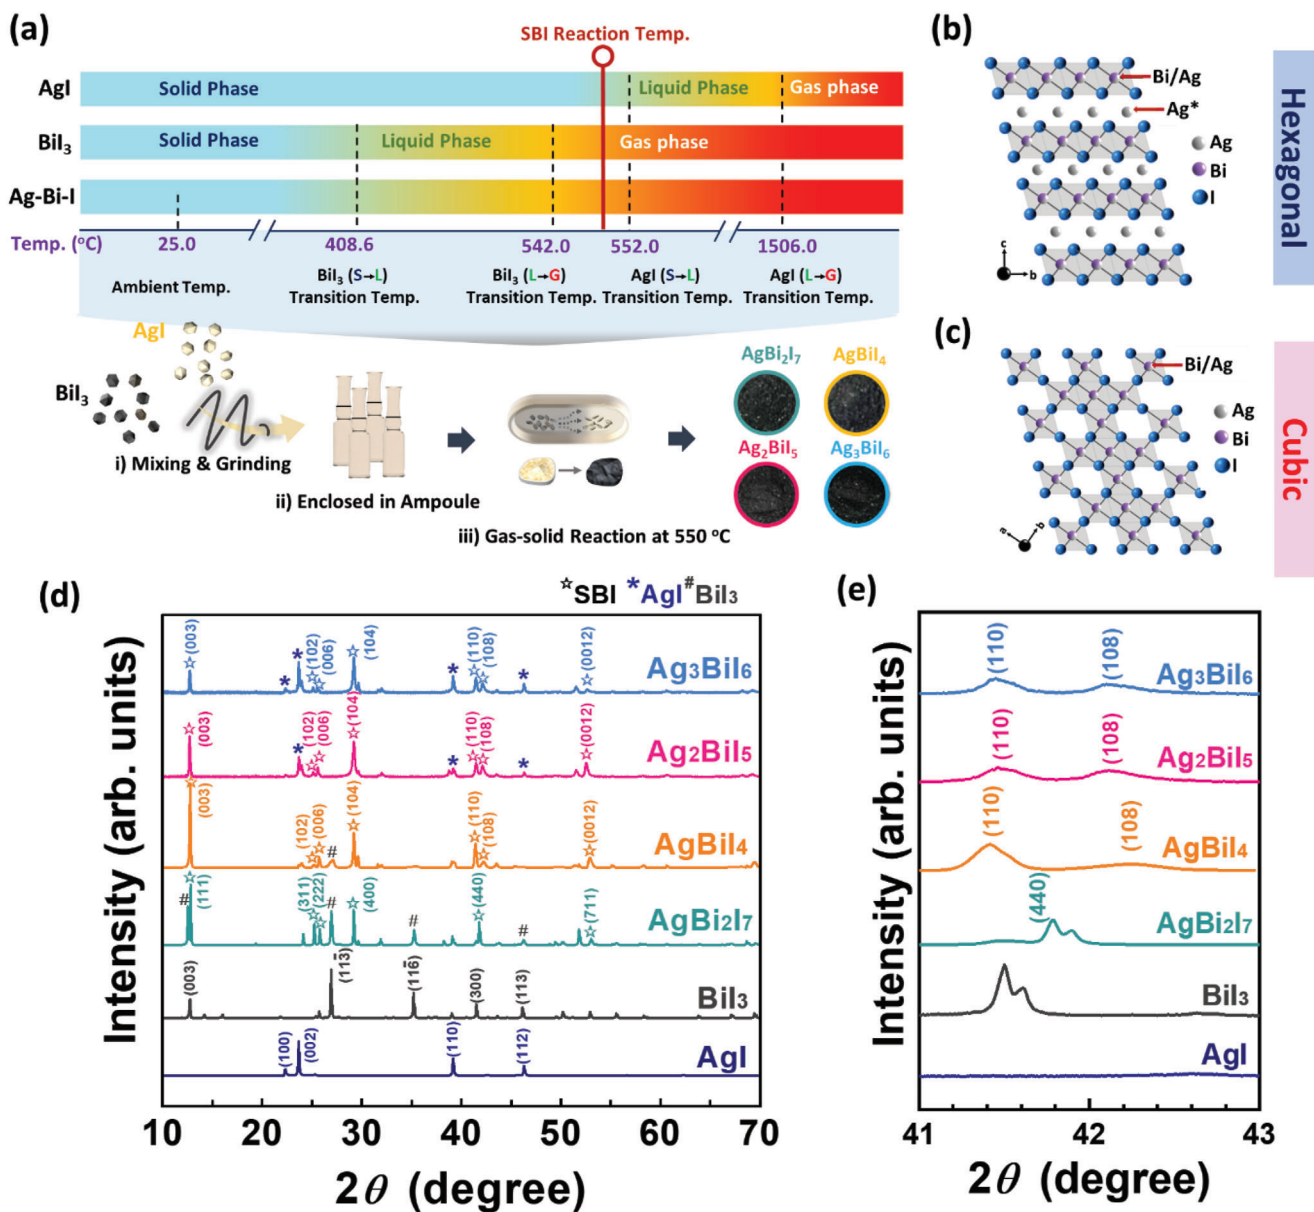 (a)
SBI Reaction Temp.
AgI
Solid Phase
Liquid Phase
Gas phase
BiI₃
Solid Phase
Liquid Phase
Gas phase
Ag-Bi-I
Temp. (°C)
25.0
408.6
542.0
552.0
1506.0
Ambient Temp.
BiI₃ (S→L)
Transition Temp.
BiI₃ (L→G)
Transition Temp.
AgI (S→L)
Transition Temp.
AgI (L→G)
Transition Temp.
AgI
BiI₃
i) Mixing & Grinding
ii) Enclosed in Ampoule
iii) Gas-solid Reaction at 550 °C
AgBi₂I₇
AgBiI₄
Ag₂BiI₅
Ag₃BiI₆
(b)
Bi/Ag
Ag*
Ag
Bi
I
c
b
Hexagonal
(c)
Bi/Ag
Ag
Bi
I
a
b
Cubic
(d)
☆SBI *AgI #BiI₃
Intensity (arb. units)
(003)
*
*
(102)
(006)
(104)
*
(110)
(108)
*
(0012)
Ag₃BiI₆
(003)
*
(102)
(006)
(104)
*
(110)
(108)
*
(0012)
Ag₂BiI₅
(003)
(102)
(006)
#
(104)
(110)
(108)
(0012)
AgBiI₄
#
(111)
(311)
(222)
#
(400)
#
(440)
#
(711)
AgBi₂I₇
(003)
(1̄13)
(116̄)
(300)
(113)
BiI₃
(100)
(002)
(110)
(112)
AgI
10 20 30 40 50 60 70
2θ (degree)
(e)
Intensity (arb. units)
(110)
(108)
Ag₃BiI₆
(110)
(108)
Ag₂BiI₅
(110)
(108)
AgBiI₄
(440)
AgBi₂I₇
BiI₃
AgI
41 42 43
2θ (degree)